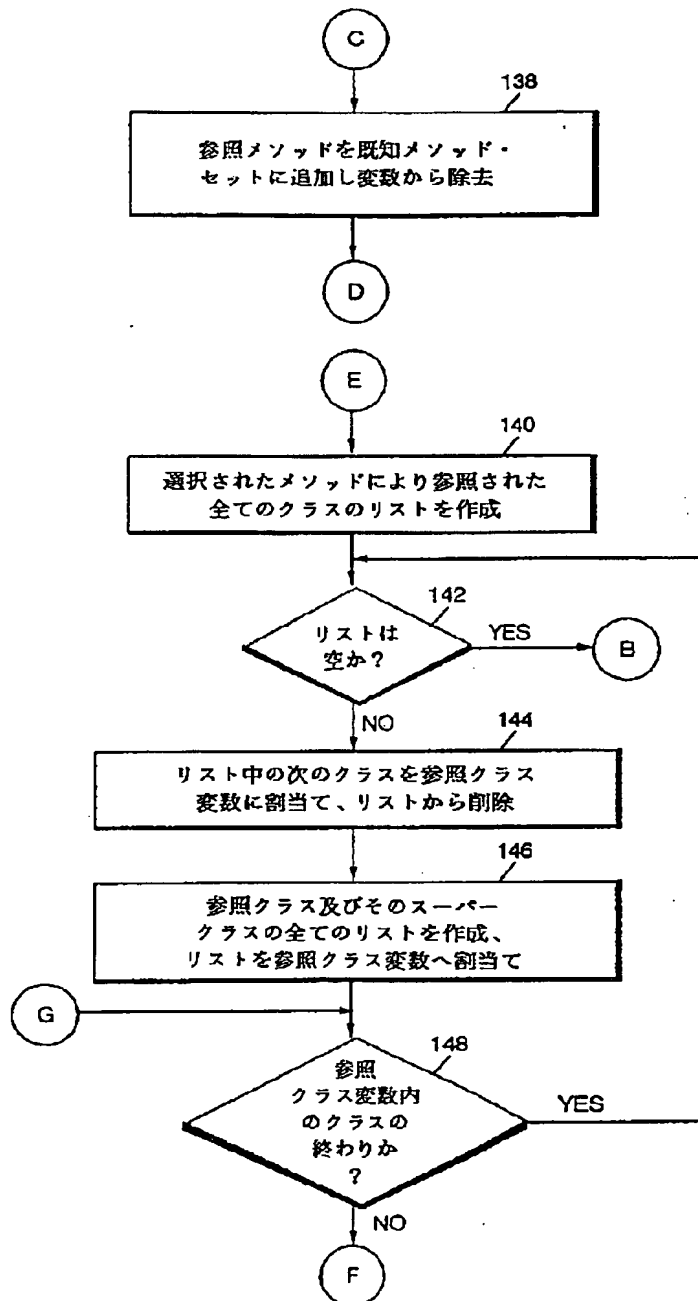 C
138
参照メソッドを既知メソッド・
セットに追加し変数から除去
D
E
140
選択されたメソッドにより参照された
全てのクラスのリストを作成
142
リストは
空か?
YES
B
NO
144
リスト中の次のクラスを参照クラス
変数に割当て、リストから削除
146
参照クラス及びそのスーパー
クラスの全てのリストを作成、
リストを参照クラス変数へ割当て
G
148
参照
クラス変数内
のクラスの
終わりか
?
YES
NO
F